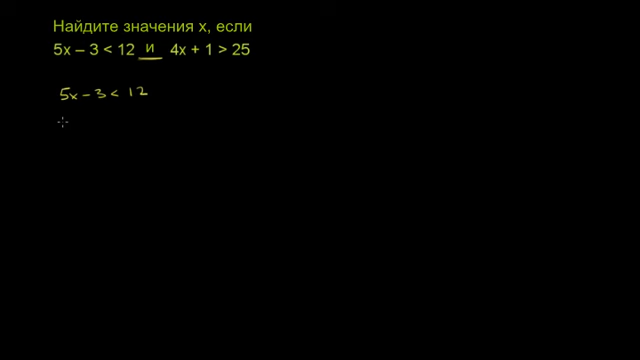 Найдите значения x, если
5x – 3 < 12 и 4x + 1 > 25
5x – 3 < 12